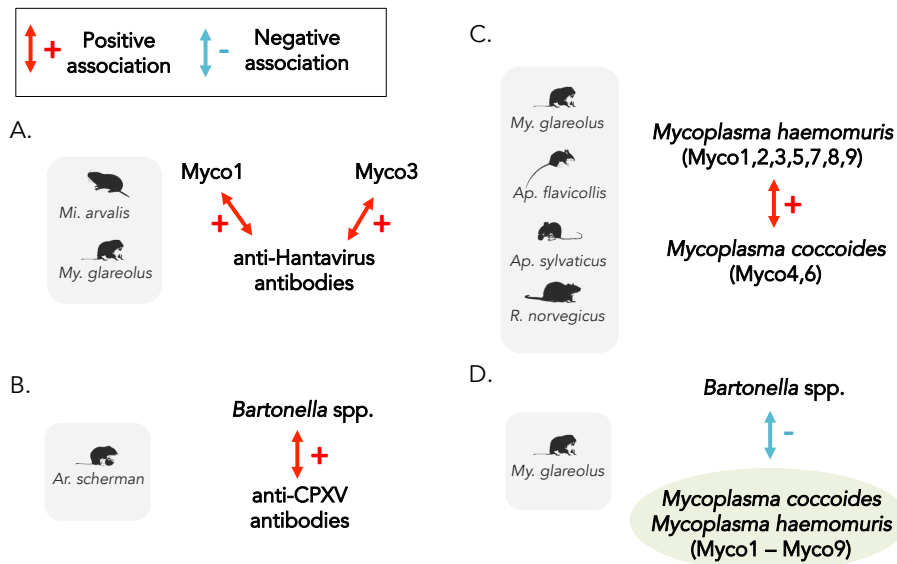 Positive
association
+
Negative
association
-
A.
Mi. arvalis
My. glareolus
Myco1
Myco3
+
+
anti-Hantavirus
antibodies
B.
Ar. scherman
Bartonella spp.
+
anti-CPXV
antibodies
C.
My. glareolus
Ap. flavicollis
Ap. sylvaticus
R. norvegicus
Mycoplasma haemomuris
(Myco1,2,3,5,7,8,9)
+
Mycoplasma coccoides
(Myco4,6)
D.
My. glareolus
Bartonella spp.
-
Mycoplasma coccoides
Mycoplasma haemomuris
(Myco1 – Myco9)